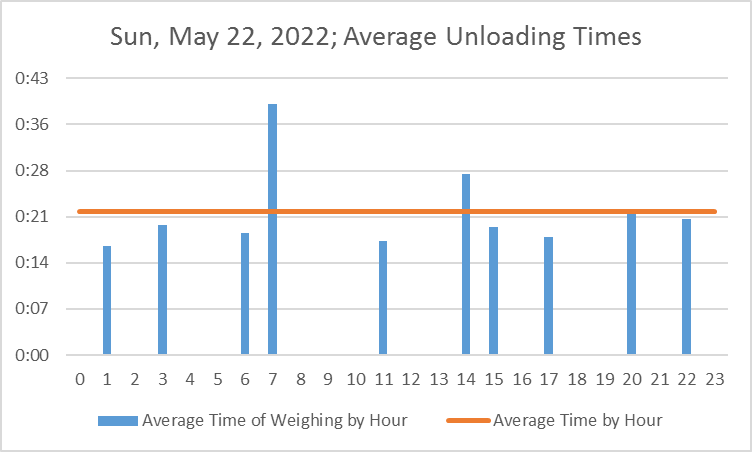 Sun, May 22, 2022; Average Unloading Times
0:43
0:36
0:28
0:21
0:14
0:07
0:00
0 1 2 3 4 5 6 7 8 9 10 11 12 13 14 15 16 17 18 19 20 21 22 23
Average Time of Weighing by Hour Average Time by Hour